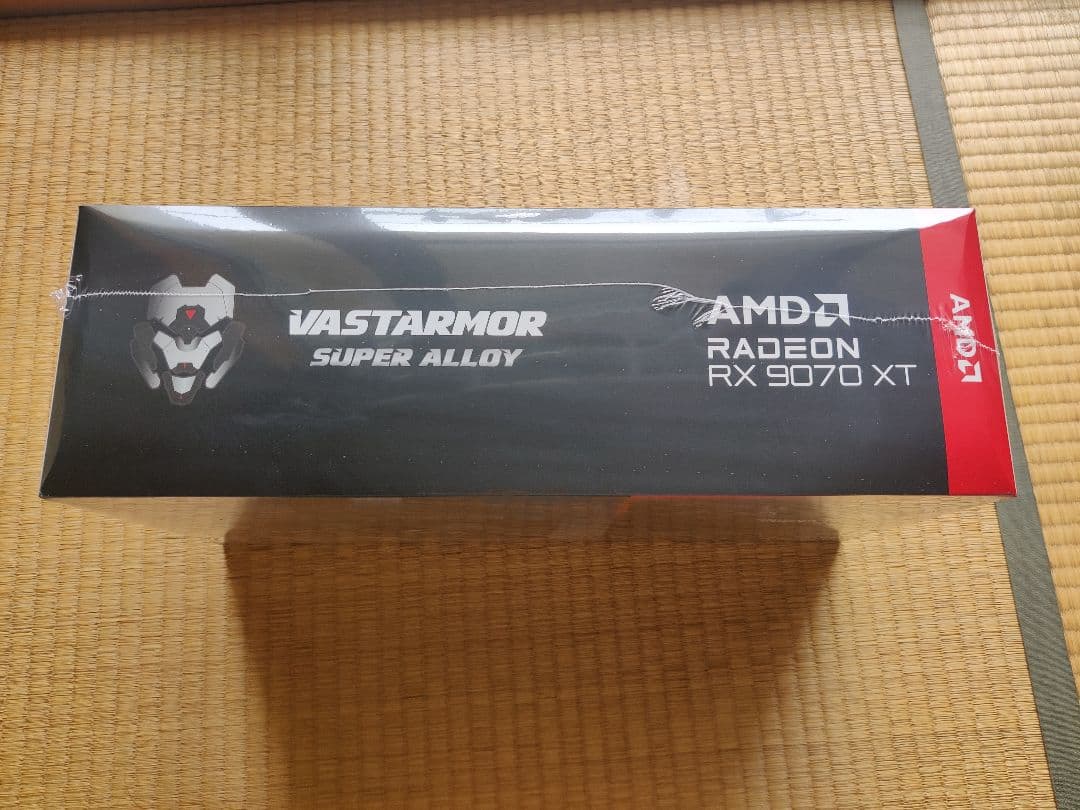 VASTARMOR
SUPER ALLOY
AMD
RADEON
RX 9070 XT
AMD